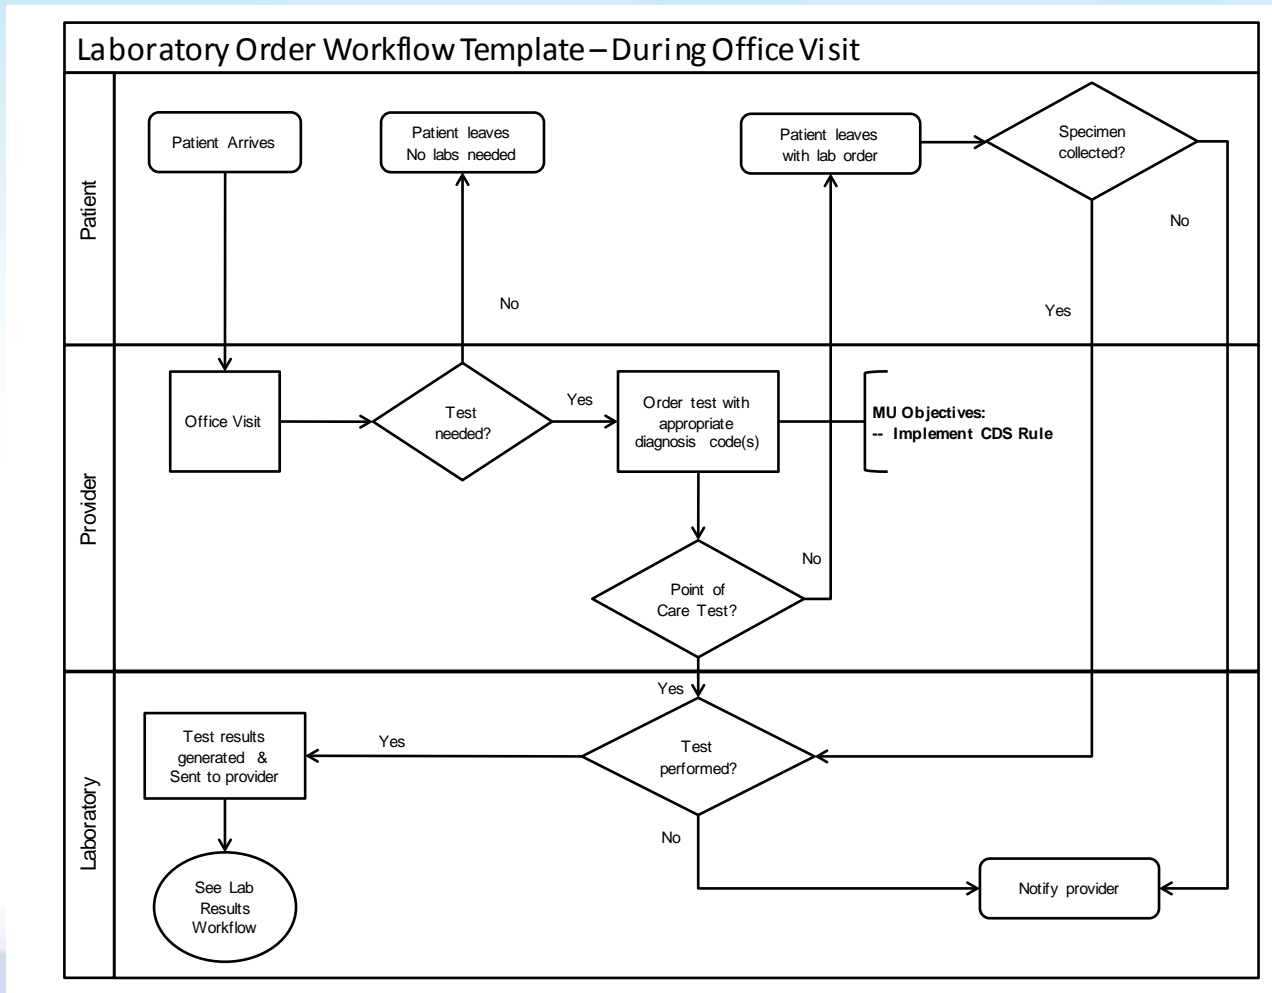 Laboratory Order Workflow Template – During Office Visit
Patient
Patient Arrives
Patient leaves
No labs needed
Patient leaves
with lab order
Specimen
collected?
No
No
Yes
Provider
Office Visit
Test
needed?
Yes
Order test with
appropriate
diagnosis code(s)
MU Objectives:
-- Implement CDS Rule
Point of
Care Test?
No
Laboratory
Yes
Test results
generated &
Sent to provider
Yes
Test
performed?
No
See Lab
Results
Workflow
Notify provider